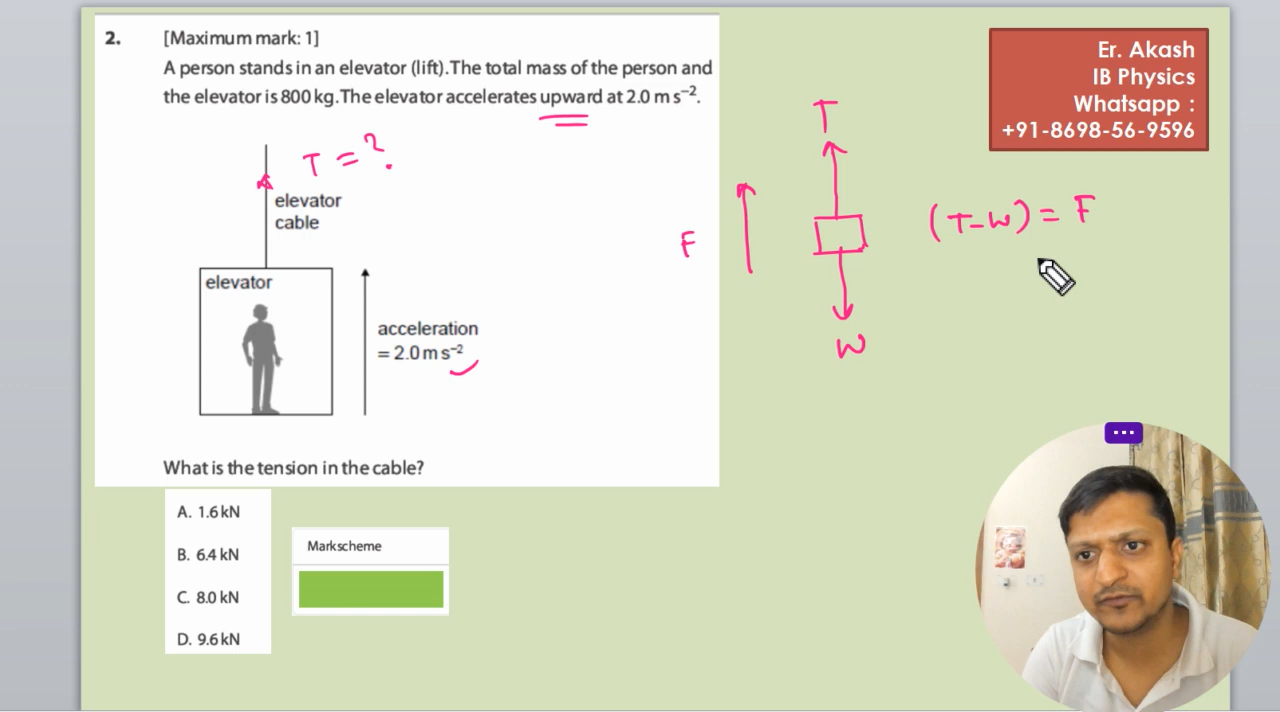 2. [Maximum mark: 1]
A person stands in an elevator (lift).The total mass of the person and
the elevator is 800 kg.The elevator accelerates upward at 2.0 m s⁻².
T = ?
elevator
cable
elevator
acceleration
= 2.0 m s⁻²
What is the tension in the cable?
A. 1.6 kN
B. 6.4 kN
C. 8.0 kN
D. 9.6 kN
Markscheme
T
F
W
(T-W) = F
Er. Akash
IB Physics
Whatsapp :
+91-8698-56-9596